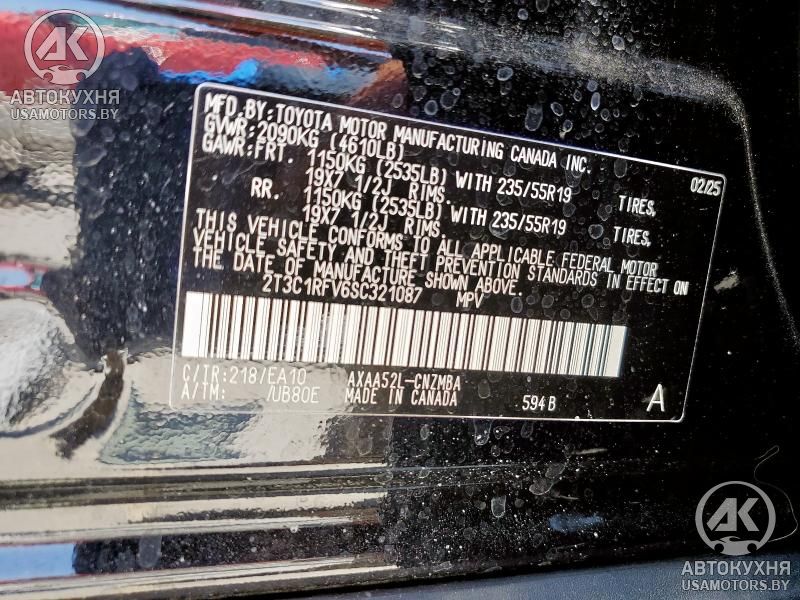 AK
АВТОКУХНЯ
USAMOTORS.BY
MFD. BY: TOYOTA MOTOR MANUFACTURING CANADA INC.
GVWR: 2090KG (4610LB) 02/25
GAWR: FRT. 1150KG (2535LB) WITH 235/55R19 TIRES,
19X7 1/2J RIMS.
RR. 1150KG (2535LB) WITH 235/55R19 TIRES,
19X7 1/2J RIMS.
THIS VEHICLE CONFORMS TO ALL APPLICABLE FEDERAL MOTOR
VEHICLE SAFETY AND THEFT PREVENTION STANDARDS IN EFFECT ON
THE DATE OF MANUFACTURE SHOWN ABOVE.
2T3C1RFV6SC321087 MPV
C/TR: 218/EA10 AXAA52L-CNZMBA
A/TM: /UB80E MADE IN CANADA 594B A
AK
АВТОКУХНЯ
USAMOTORS.BY